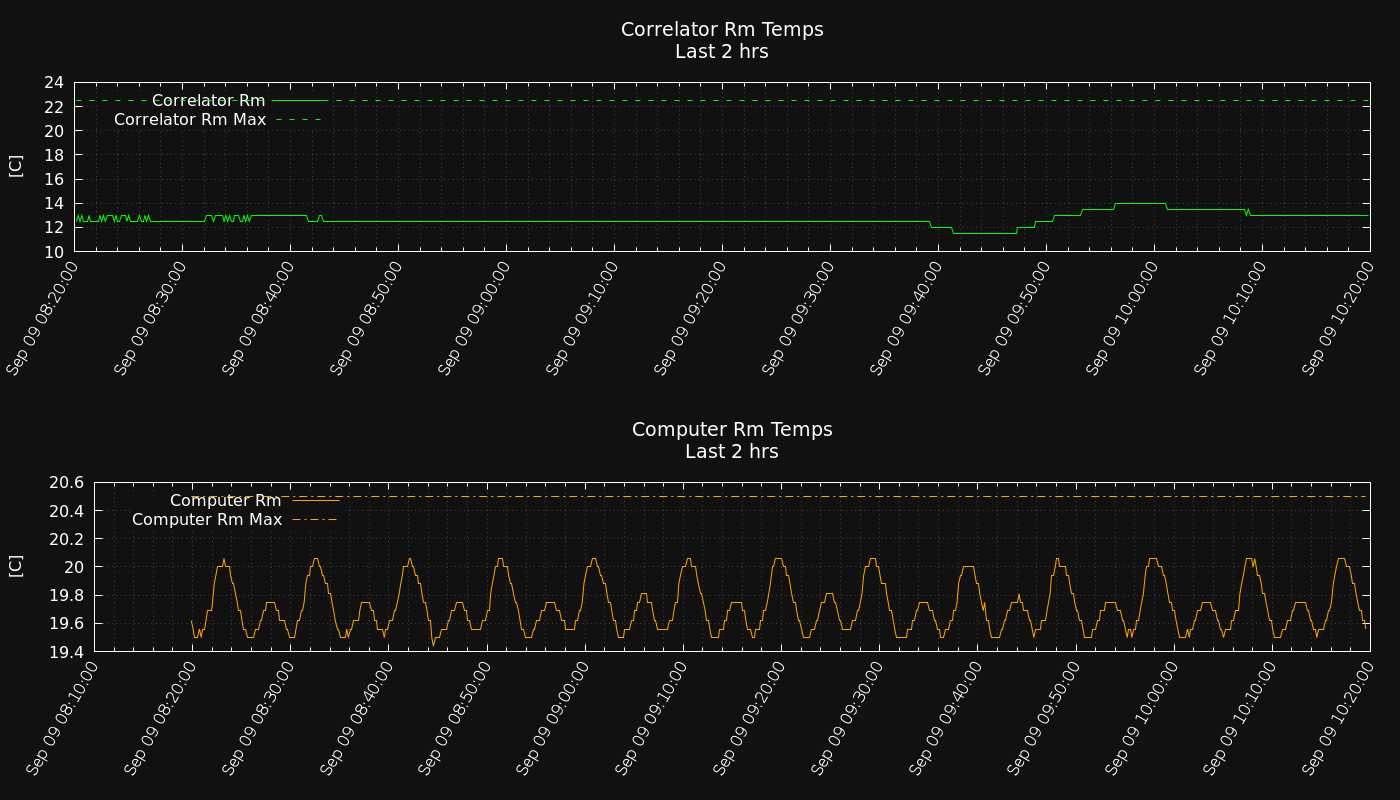 Correlator Rm Temps
Last 2 hrs
24
22
20
18
16
14
12
10
[C]
Correlator Rm
Correlator Rm Max
Sep 09 08:20:00
Sep 09 08:30:00
Sep 09 08:40:00
Sep 09 08:50:00
Sep 09 09:00:00
Sep 09 09:10:00
Sep 09 09:20:00
Sep 09 09:30:00
Sep 09 09:40:00
Sep 09 09:50:00
Sep 09 10:00:00
Sep 09 10:10:00
Sep 09 10:20:00
Computer Rm Temps
Last 2 hrs
20.6
20.4
20.2
20
19.8
19.6
19.4
[C]
Computer Rm
Computer Rm Max
Sep 09 08:10:00
Sep 09 08:20:00
Sep 09 08:30:00
Sep 09 08:40:00
Sep 09 08:50:00
Sep 09 09:00:00
Sep 09 09:10:00
Sep 09 09:20:00
Sep 09 09:30:00
Sep 09 09:40:00
Sep 09 09:50:00
Sep 09 10:00:00
Sep 09 10:10:00
Sep 09 10:20:00